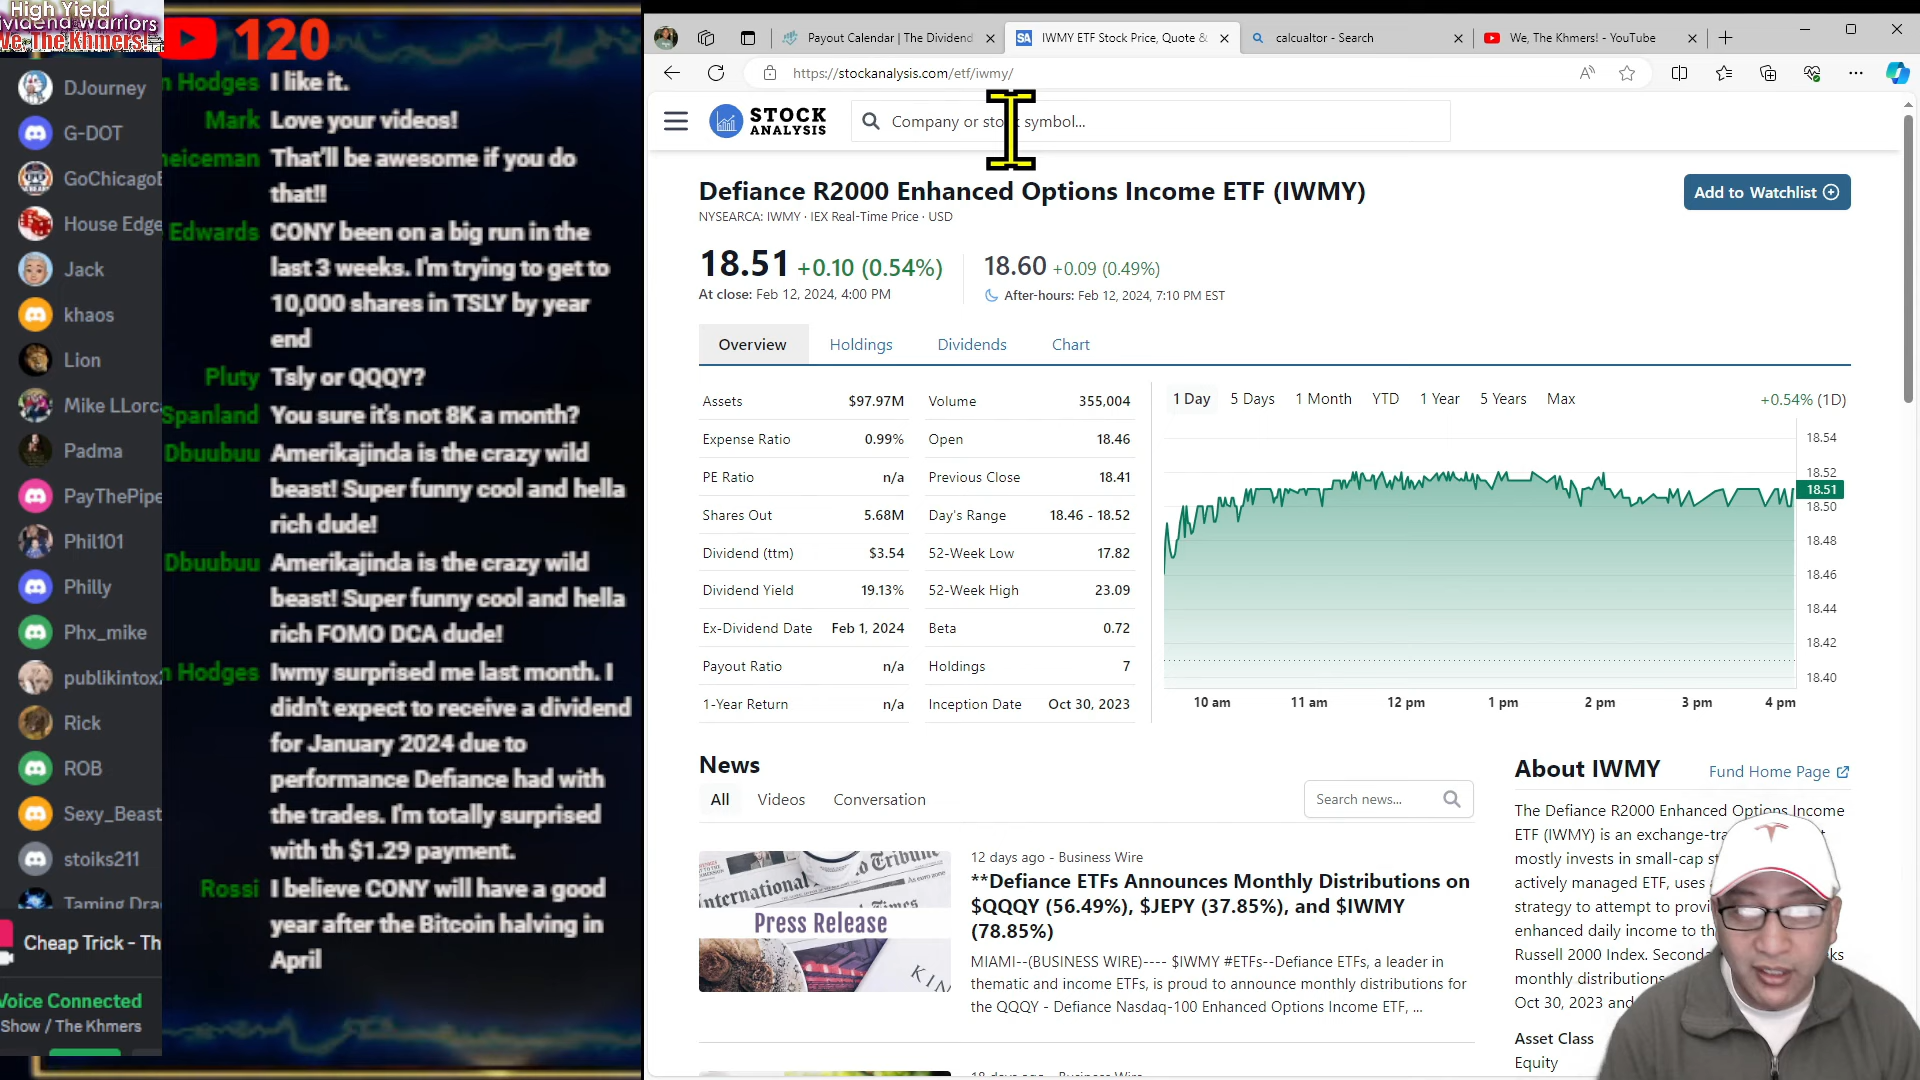 High Yield
Dividend Warriors
We, The Khmers!
DJourney
G-DOT
GoChicago
House Edge
Jack
khaos
Lion
Mike LLorc
Padma
PayThePipe
Phil101
Philly
Phx_mike
publikintox
Rick
ROB
Sexy_Beast
stoiks211
Taming Dra
Cheap Trick - Th
Voice Connected
Show / The Khmers
120
Hodges I like it.
Mark Love your videos!
neiceman That'll be awesome if you do
that!!
Edwards CONY been on a big run in the
last 3 weeks. I'm trying to get to
10,000 shares in TSLY by year
end
Pluty Tsly or QQQY?
Spanland You sure it's not 8K a month?
Dbuubuu Amerikajinda is the crazy wild
beast! Super funny cool and hella
rich dude!
Dbuubuu Amerikajinda is the crazy wild
beast! Super funny cool and hella
rich FOMO DCA dude!
Hodges Iwmy surprised me last month. I
didn't expect to receive a dividend
for January 2024 due to
performance Defiance had with
the trades. I'm totally surprised
with th $1.29 payment.
Rossi I believe CONY will have a good
year after the Bitcoin halving in
April
Payout Calendar | The Dividend
SA IWMY ETF Stock Price, Quote &
calcualtor - Search
We, The Khmers! - YouTube
https://stockanalysis.com/etf/iwmy/
STOCK
ANALYSIS
Company or stock symbol...
Defiance R2000 Enhanced Options Income ETF (IWMY)
NYSEARCA: IWMY · IEX Real-Time Price · USD
Add to Watchlist
18.51 +0.10 (0.54%)
At close: Feb 12, 2024, 4:00 PM
18.60 +0.09 (0.49%)
After-hours: Feb 12, 2024, 7:10 PM EST
Overview Holdings Dividends Chart
Assets $97.97M Volume 355,004
Expense Ratio 0.99% Open 18.46
PE Ratio n/a Previous Close 18.41
Shares Out 5.68M Day's Range 18.46 - 18.52
Dividend (ttm) $3.54 52-Week Low 17.82
Dividend Yield 19.13% 52-Week High 23.09
Ex-Dividend Date Feb 1, 2024 Beta 0.72
Payout Ratio n/a Holdings 7
1-Year Return n/a Inception Date Oct 30, 2023
1 Day 5 Days 1 Month YTD 1 Year 5 Years Max +0.54% (1D)
18.54
18.52
18.51
18.50
18.48
18.46
18.44
18.42
18.40
10 am 11 am 12 pm 1 pm 2 pm 3 pm 4 pm
News
All Videos Conversation
Search news...
International
Tribune
Press Release
12 days ago - Business Wire
**Defiance ETFs Announces Monthly Distributions on
$QQQY (56.49%), $JEPY (37.85%), and $IWMY
(78.85%)
MIAMI--(BUSINESS WIRE)---- $IWMY #ETFs--Defiance ETFs, a leader in
thematic and income ETFs, is proud to announce monthly distributions for
the QQQY - Defiance Nasdaq-100 Enhanced Options Income ETF, ...
About IWMY
Fund Home Page
The Defiance R2000 Enhanced Options Income
ETF (IWMY) is an exchange-tra
mostly invests in small-cap st
actively managed ETF, uses
strategy to attempt to provi
enhanced daily income to th
Russell 2000 Index. Second
monthly distributions
Oct 30, 2023 and
Asset Class
Equity